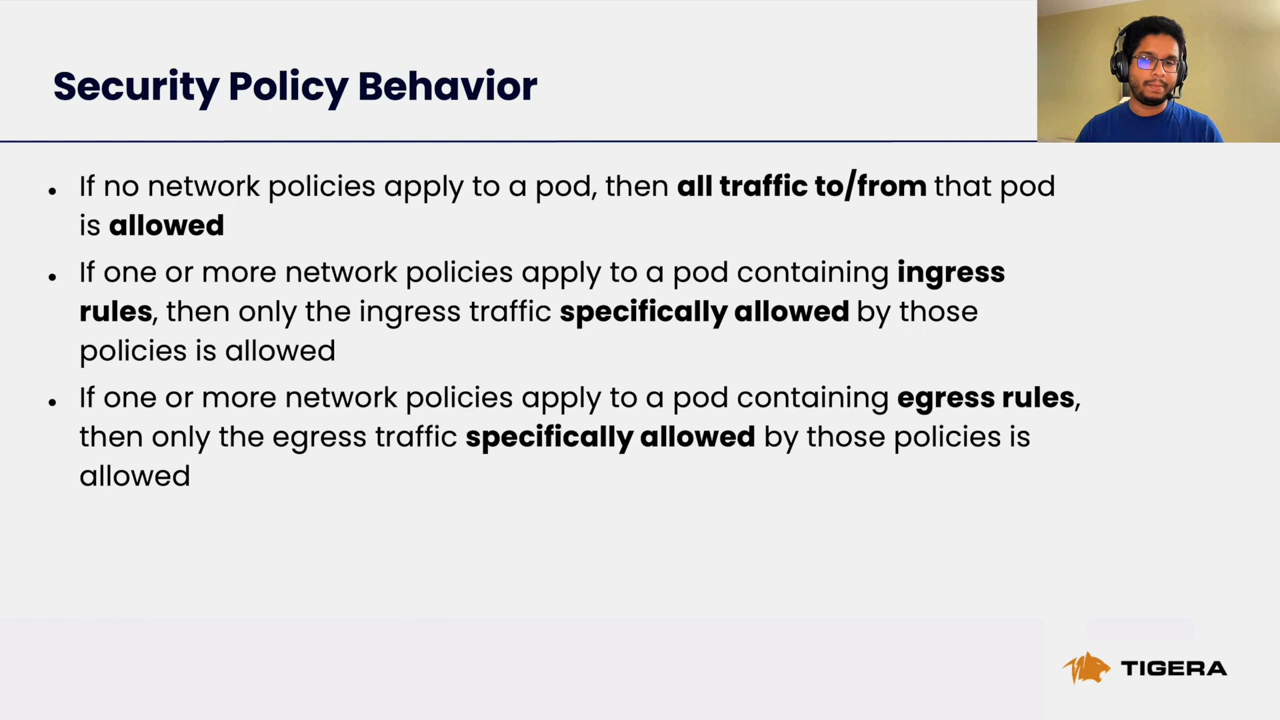 Security Policy Behavior
• If no network policies apply to a pod, then all traffic to/from that pod
is allowed
• If one or more network policies apply to a pod containing ingress
rules, then only the ingress traffic specifically allowed by those
policies is allowed
• If one or more network policies apply to a pod containing egress rules,
then only the egress traffic specifically allowed by those policies is
allowed
TIGERA